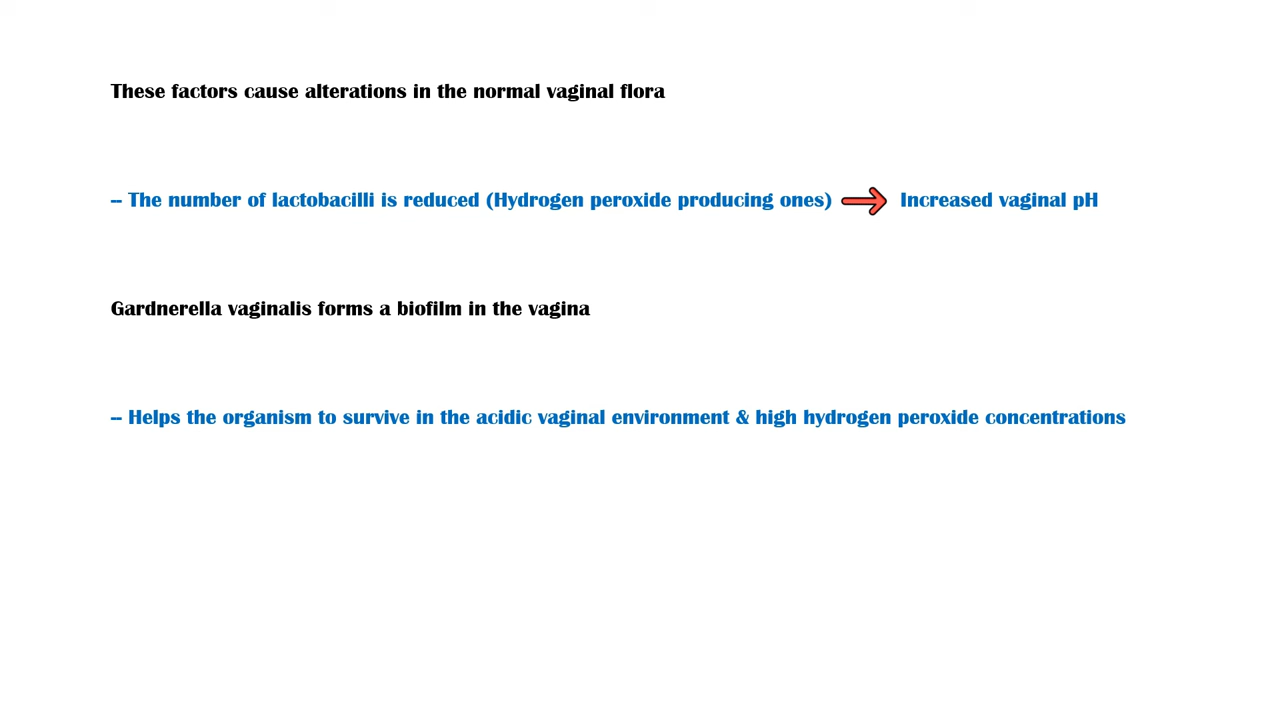 These factors cause alterations in the normal vaginal flora
-- The number of lactobacilli is reduced (Hydrogen peroxide producing ones) Increased vaginal pH
Gardnerella vaginalis forms a biofilm in the vagina
-- Helps the organism to survive in the acidic vaginal environment & high hydrogen peroxide concentrations